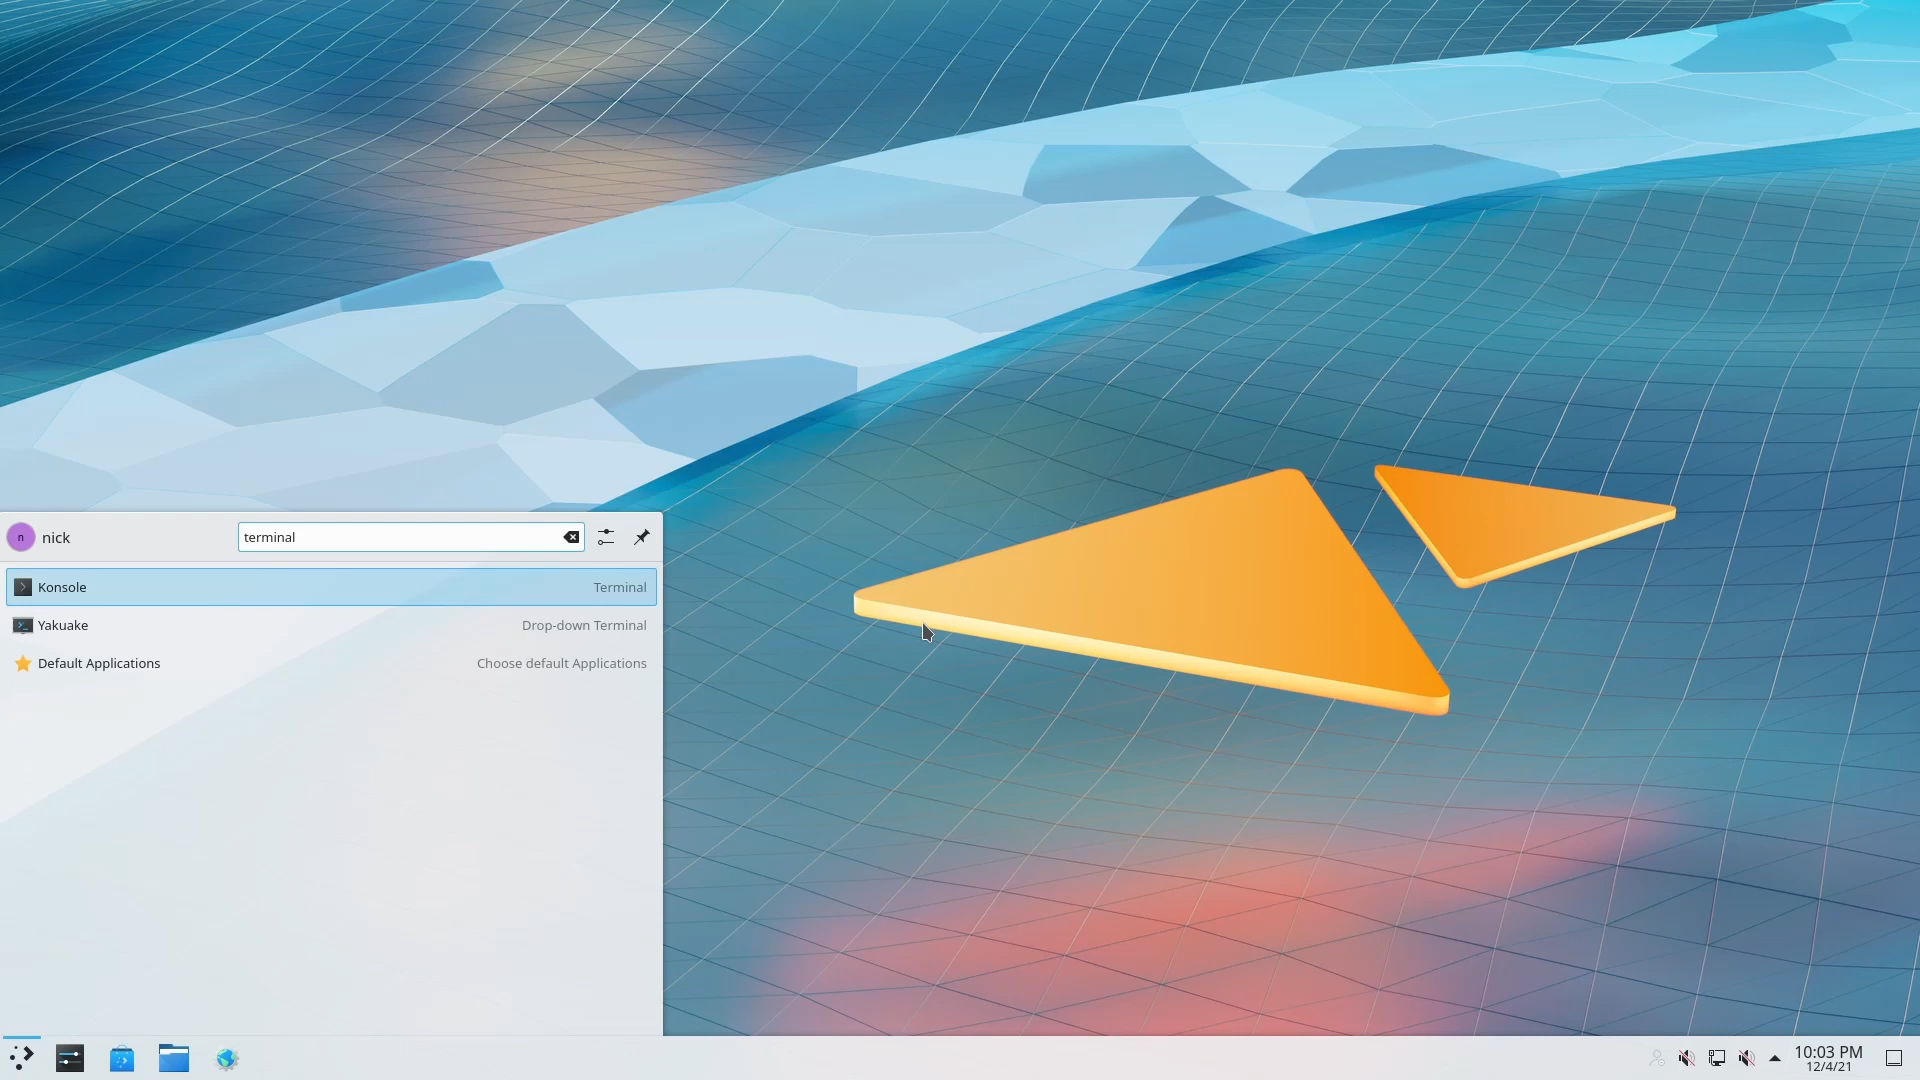 n nick terminal
Konsole Terminal
Yakuake Drop-down Terminal
Default Applications Choose default Applications
10:03 PM
12/4/21